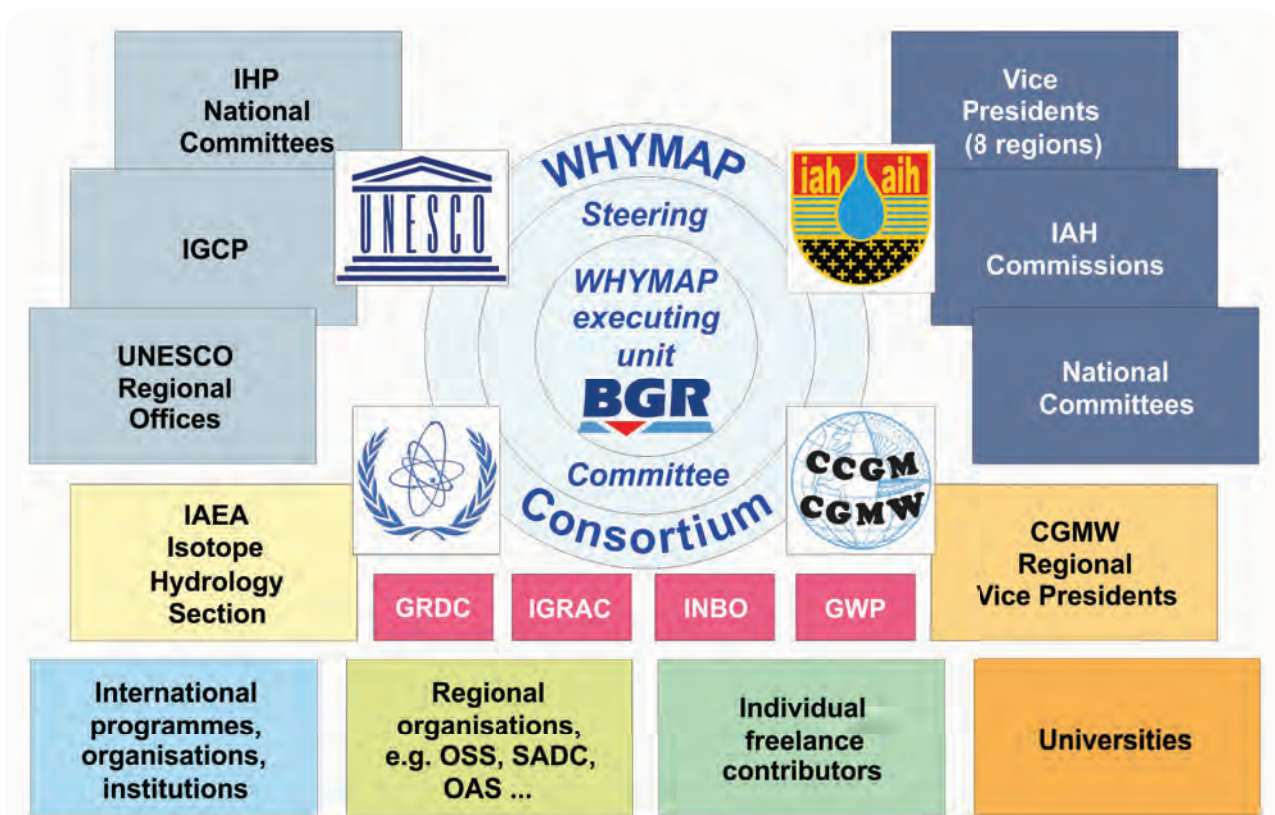 IHP
National
Committees
IGCP
UNESCO
Regional
Offices
UNESCO
WHYMAP
Steering
WHYMAP
executing
unit
BGR
Committee
Consortium
iah aih
CCGM
CGMW
Vice
Presidents
(8 regions)
IAH
Commissions
National
Committees
IAEA
Isotope
Hydrology
Section
GRDC
IGRAC
INBO
GWP
CGMW
Regional
Vice Presidents
International
programmes,
organisations,
institutions
Regional
organisations,
e.g. OSS, SADC,
OAS ...
Individual
freelance
contributors
Universities